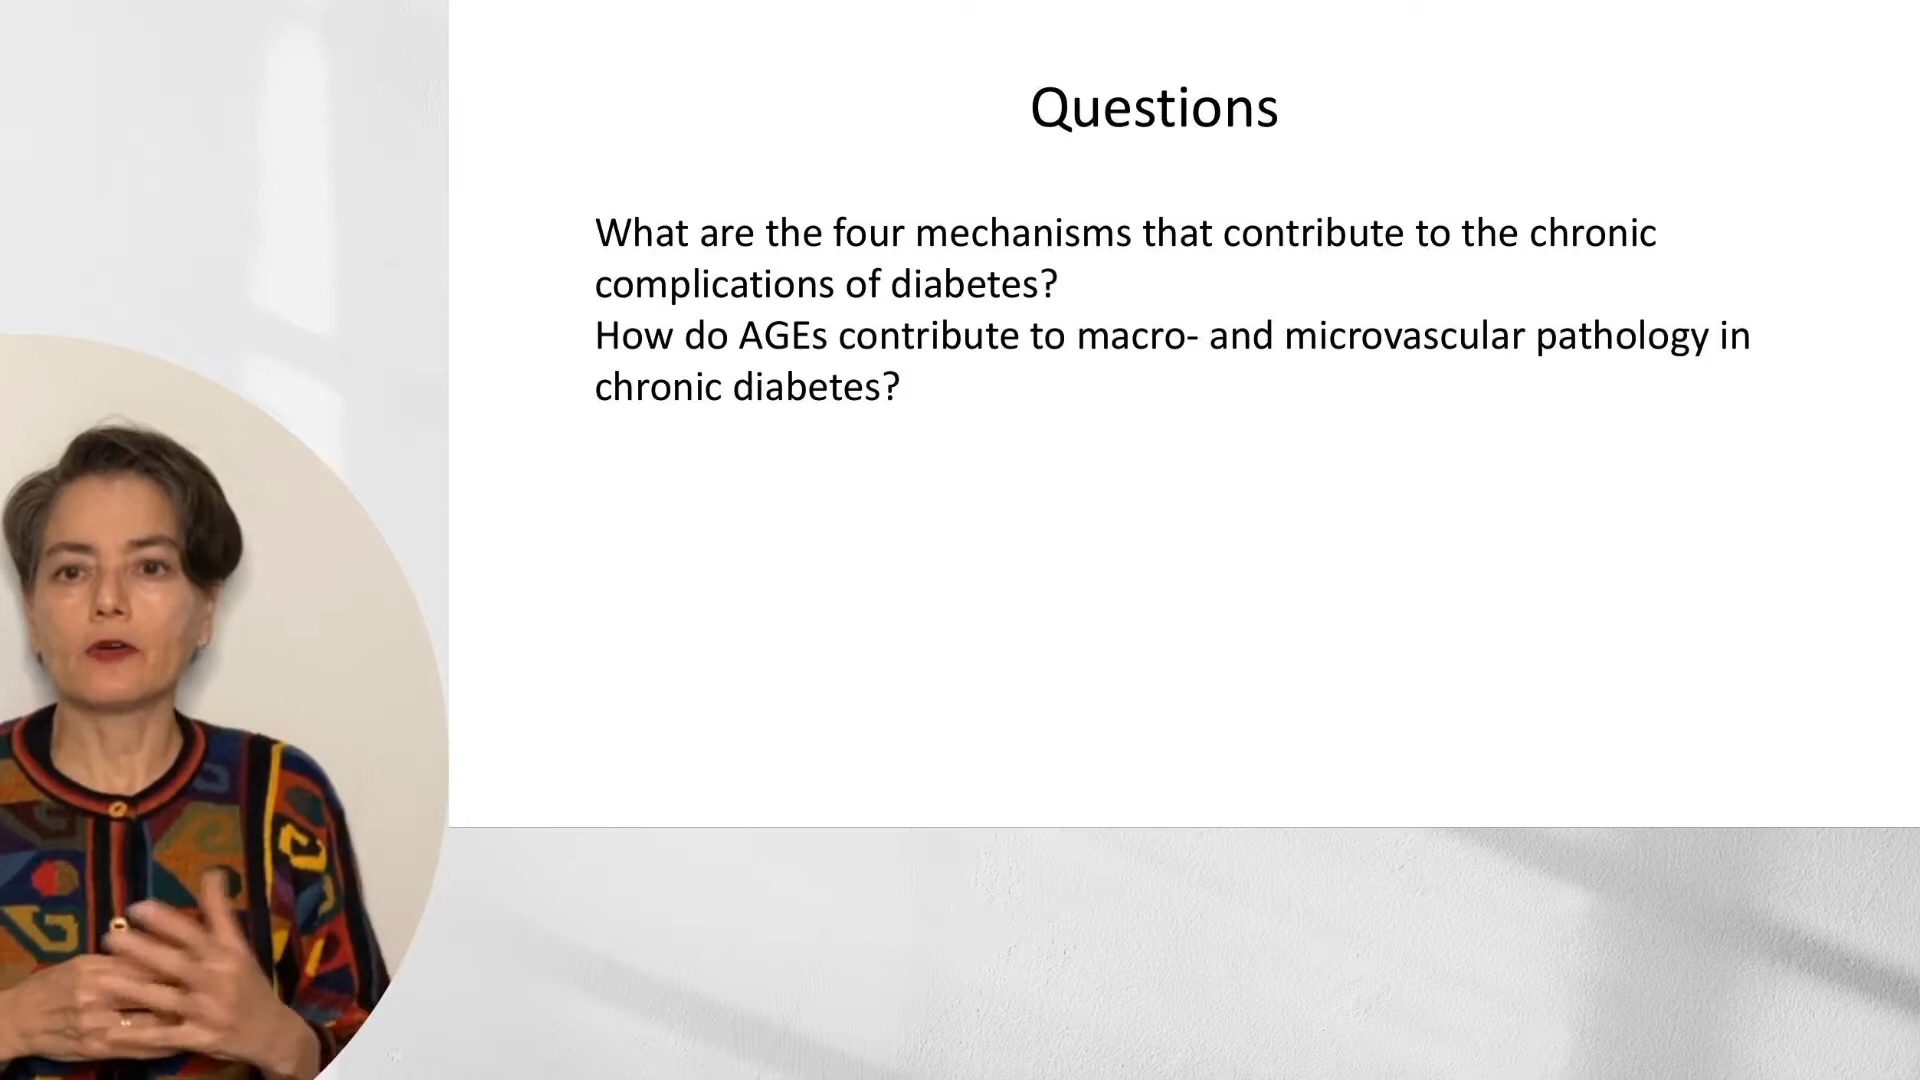 Questions
What are the four mechanisms that contribute to the chronic
complications of diabetes?
How do AGEs contribute to macro- and microvascular pathology in
chronic diabetes?